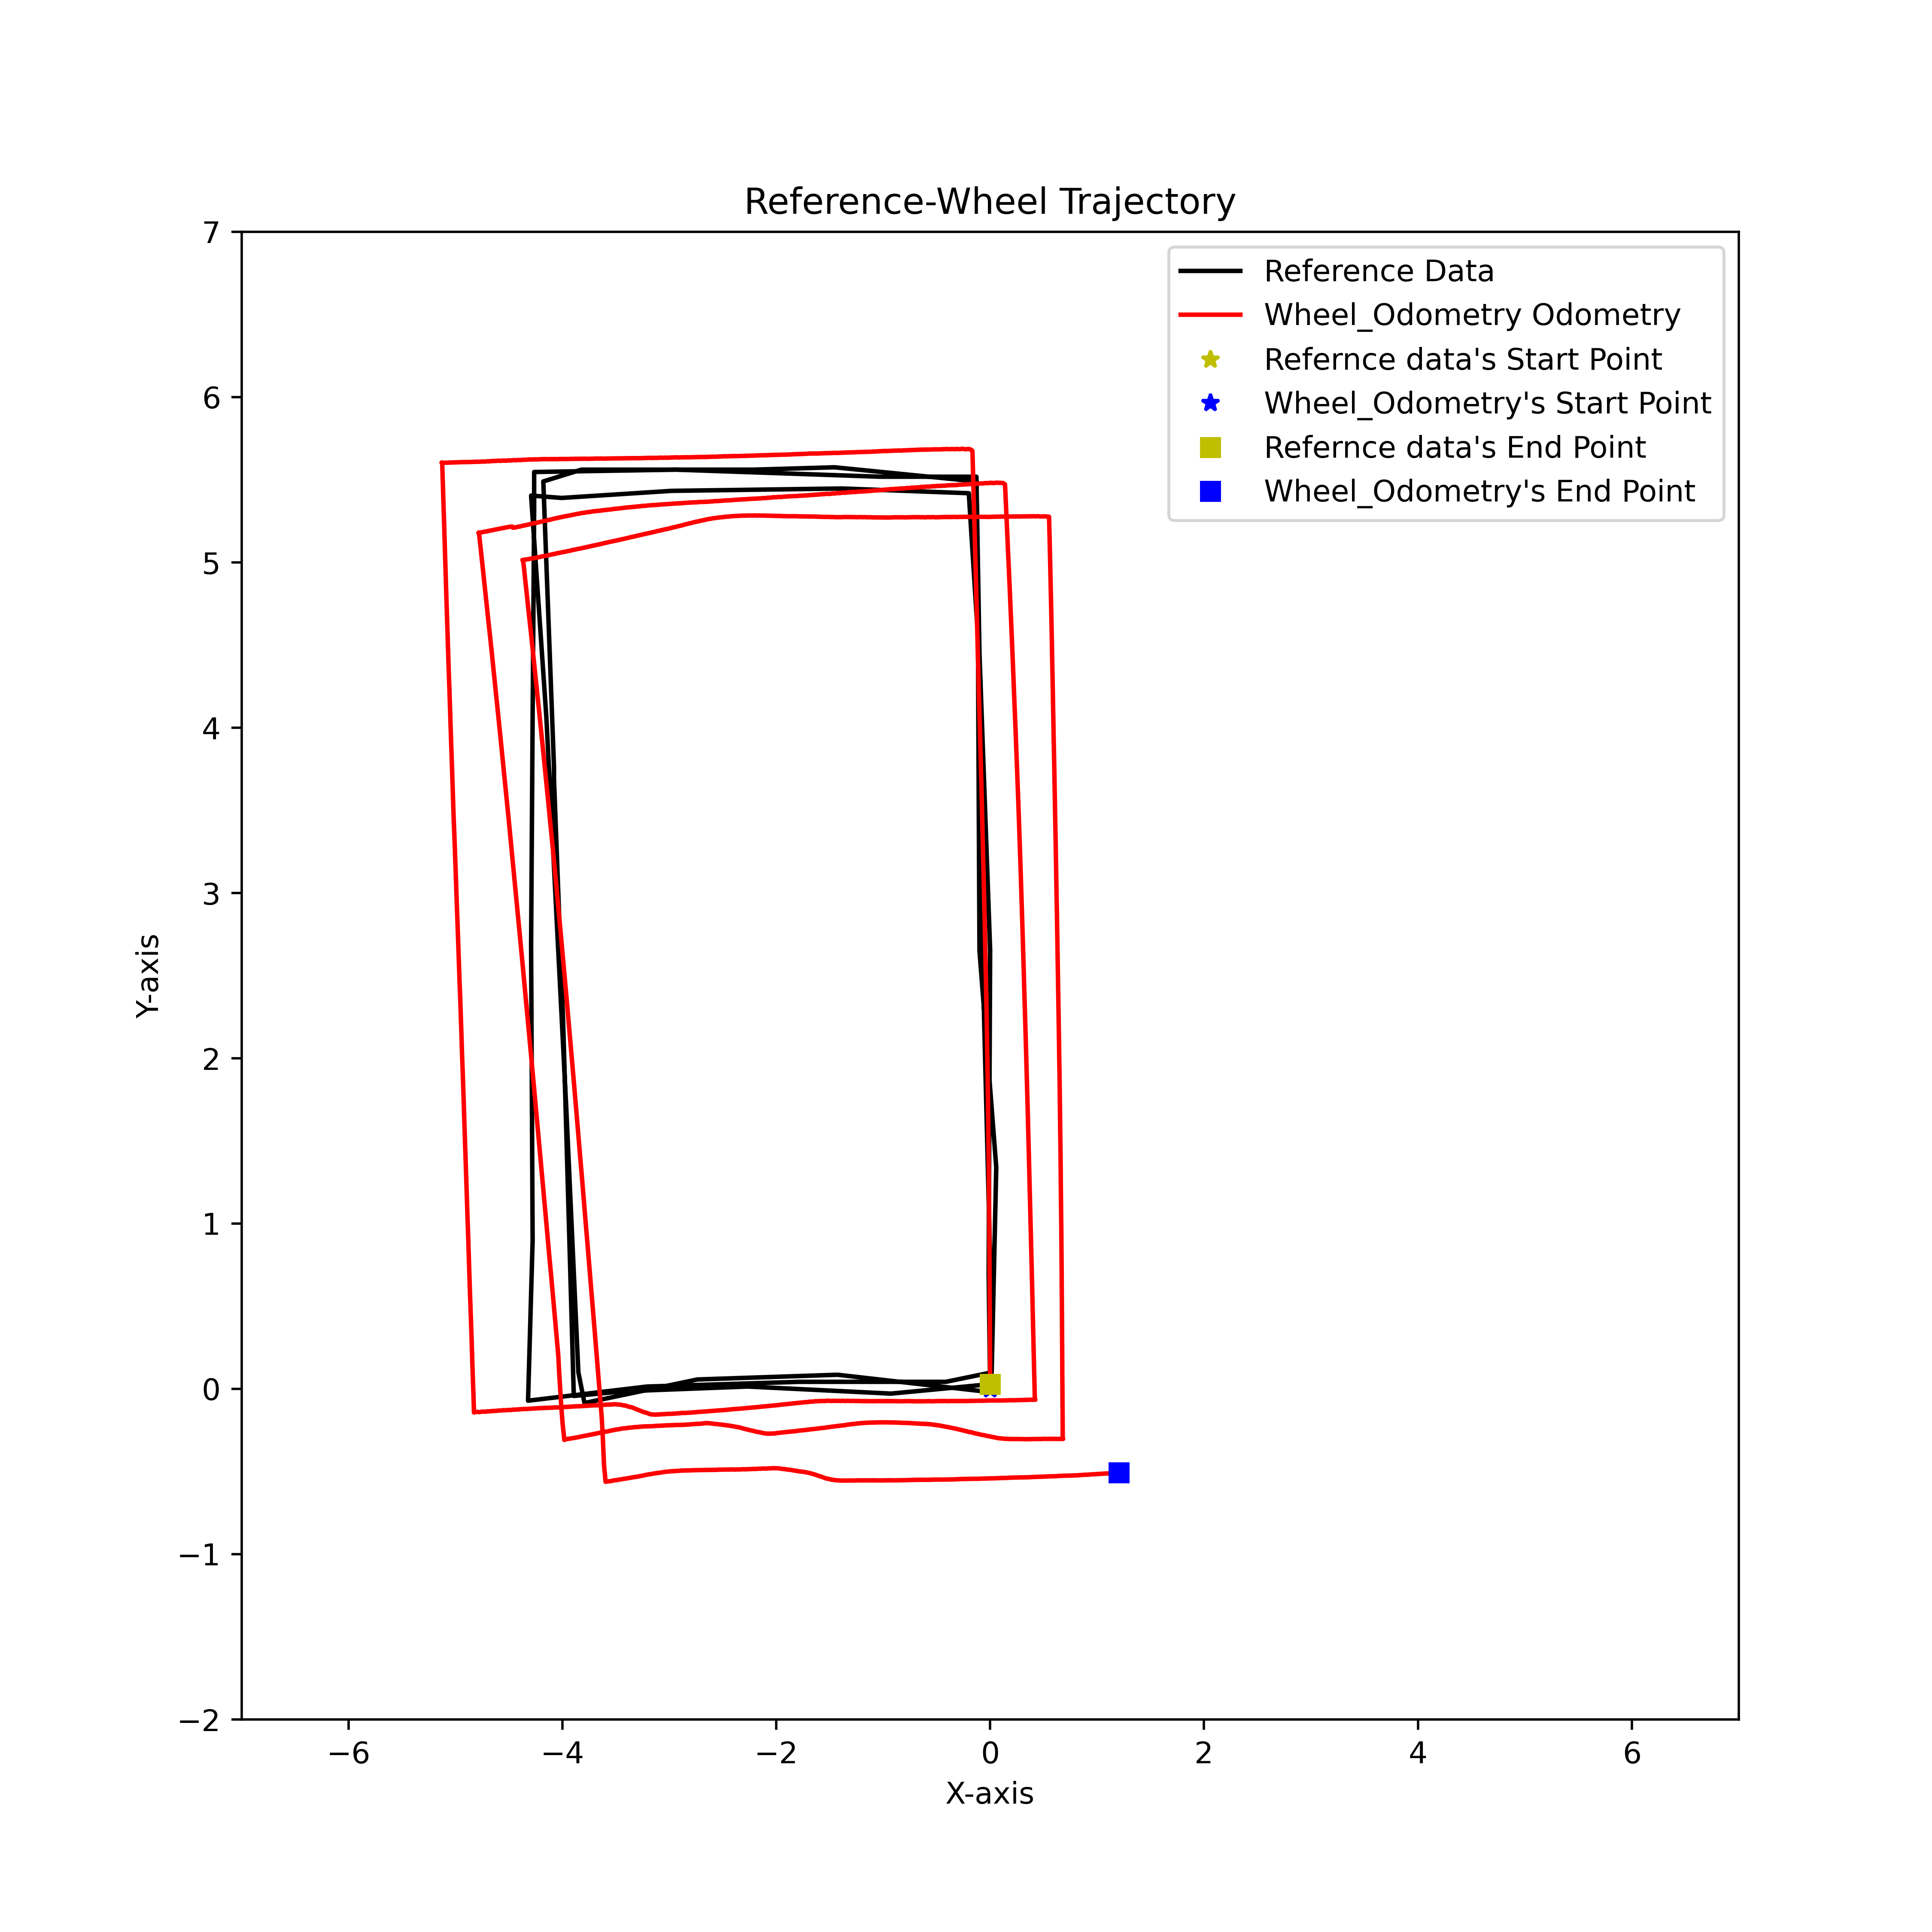 Reference-Wheel Trajectory
Reference Data
Wheel_Odometry Odometry
Refernce data's Start Point
Wheel_Odometry's Start Point
Refernce data's End Point
Wheel_Odometry's End Point
7
6
5
4
3
2
1
0
−1
−2
Y-axis
−6 −4 −2 0 2 4 6
X-axis